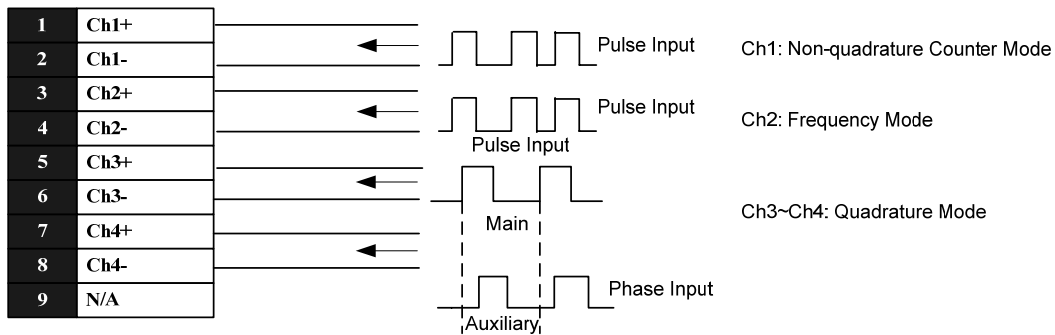 1 Ch1+
2 Ch1-
3 Ch2+
4 Ch2-
5 Ch3+
6 Ch3-
7 Ch4+
8 Ch4-
9 N/A
Pulse Input
Ch1: Non-quadrature Counter Mode
Pulse Input
Ch2: Frequency Mode
Pulse Input
Main
Ch3~Ch4: Quadrature Mode
Phase Input
Auxiliary